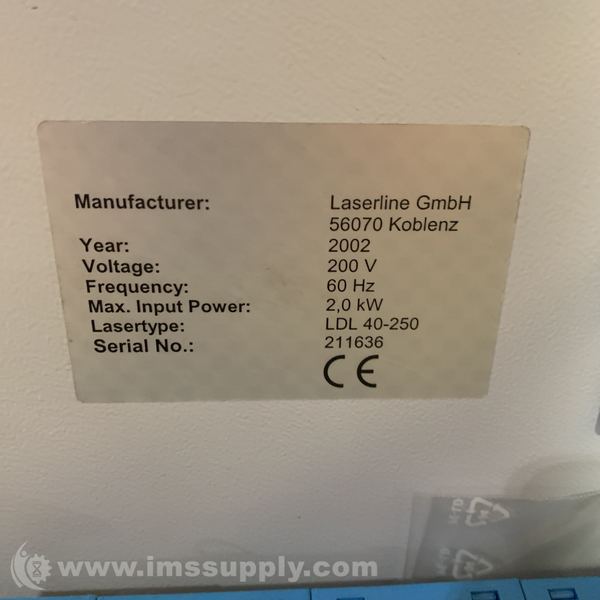 Manufacturer: Laserline GmbH
56070 Koblenz
Year: 2002
Voltage: 200 V
Frequency: 60 Hz
Max. Input Power: 2,0 kW
Lasertype: LDL 40-250
Serial No.: 211636
CE
www.imssupply.com